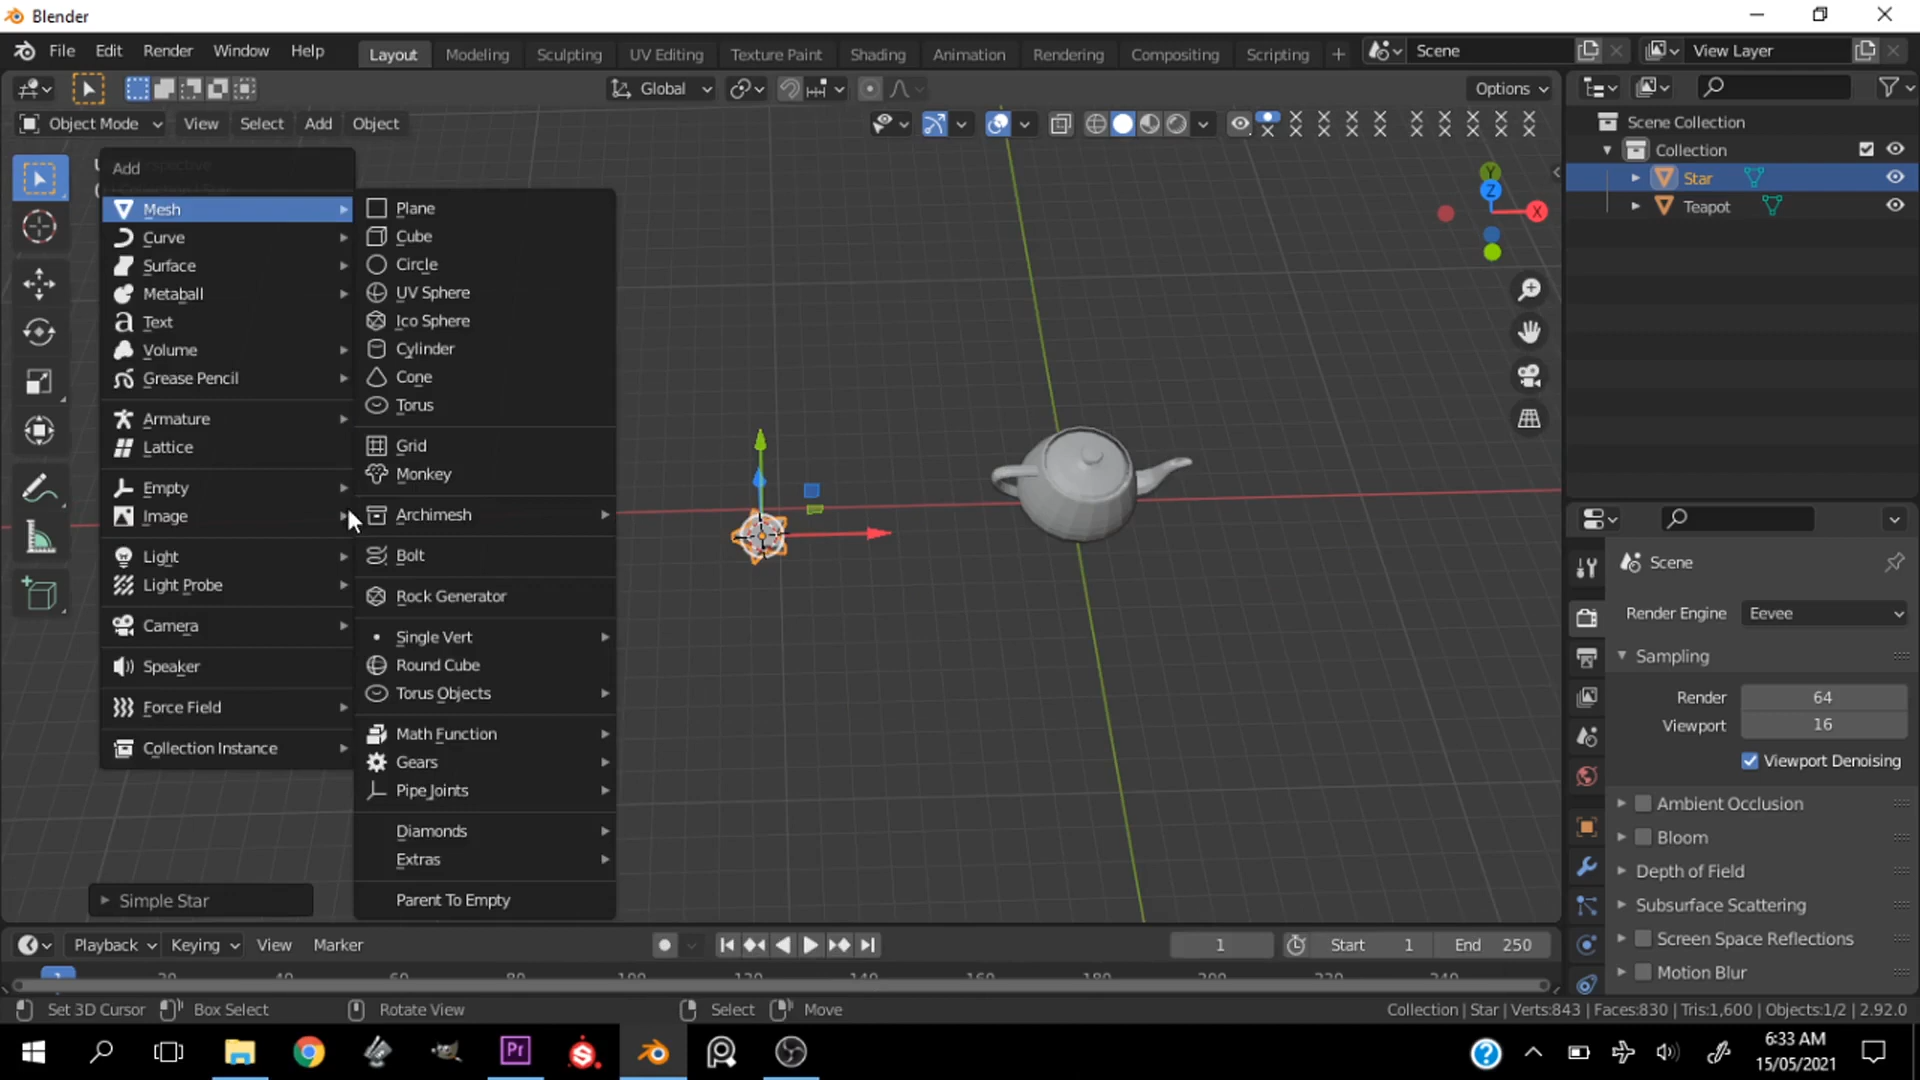 Blender
File Edit Render Window Help Layout Modeling Sculpting UV Editing Texture Paint Shading Animation Rendering Compositing Scripting + Scene View Layer
Global Options
Object Mode View Select Add Object
Scene Collection
Collection
Star
Teapot
Add
Mesh
Curve
Surface
Metaball
Text
Volume
Grease Pencil
Armature
Lattice
Empty
Image
Light
Light Probe
Camera
Speaker
Force Field
Collection Instance
Plane
Cube
Circle
UV Sphere
Ico Sphere
Cylinder
Cone
Torus
Grid
Monkey
Archimesh
Bolt
Rock Generator
Single Vert
Round Cube
Torus Objects
Math Function
Gears
Pipe Joints
Diamonds
Extras
Parent To Empty
Simple Star
Y
Z
X
Scene
Render Engine Eevee
Sampling
Render 64
Viewport 16
Viewport Denoising
Ambient Occlusion
Bloom
Depth of Field
Subsurface Scattering
Screen Space Reflections
Motion Blur
Playback Keying View Marker 1 Start 1 End 250
Set 3D Cursor Box Select Rotate View Select Move Collection | Star | Verts:843 | Faces:830 | Tris:1,600 | Objects:1/2 | 2.92.0
Pr
6:33 AM
15/05/2021